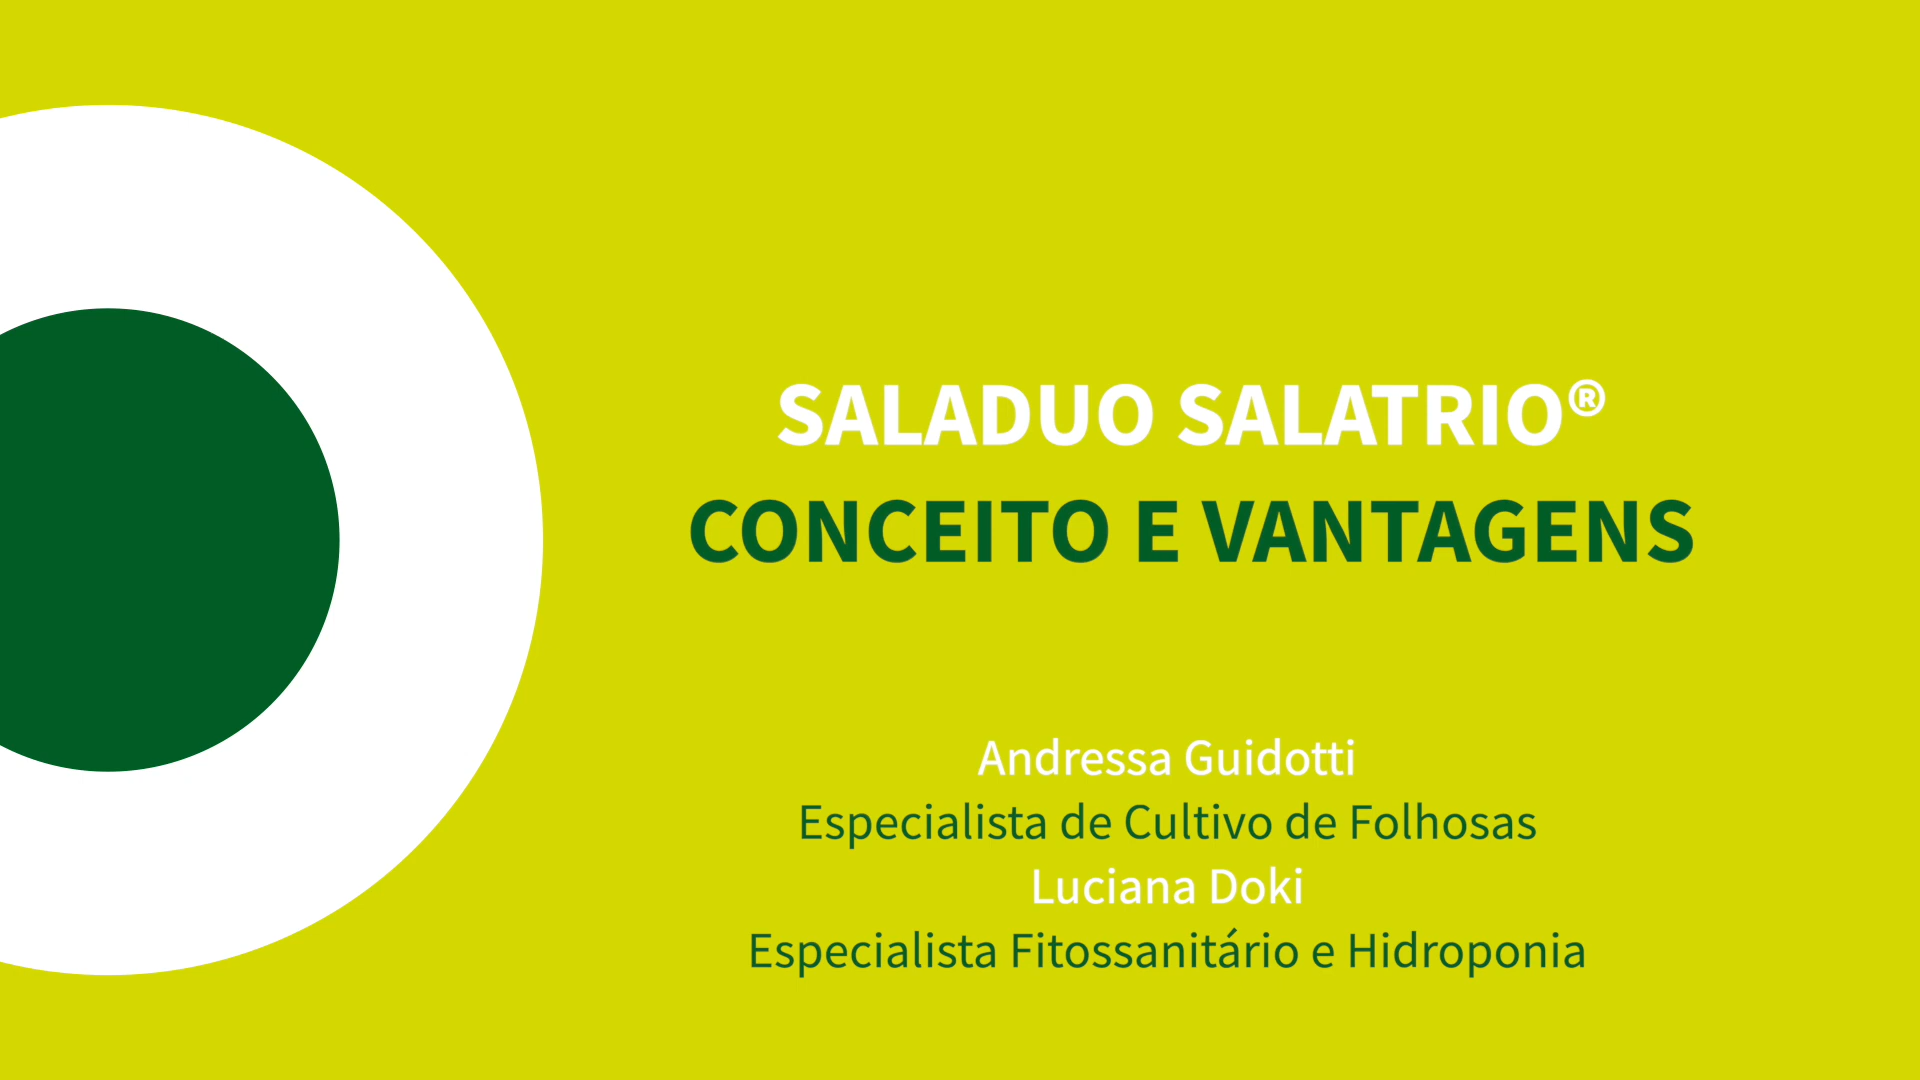 SALADUO SALATRIO®
CONCEITO E VANTAGENS
Andressa Guidotti
Especialista de Cultivo de Folhosas
Luciana Doki
Especialista Fitossanitário e Hidroponia